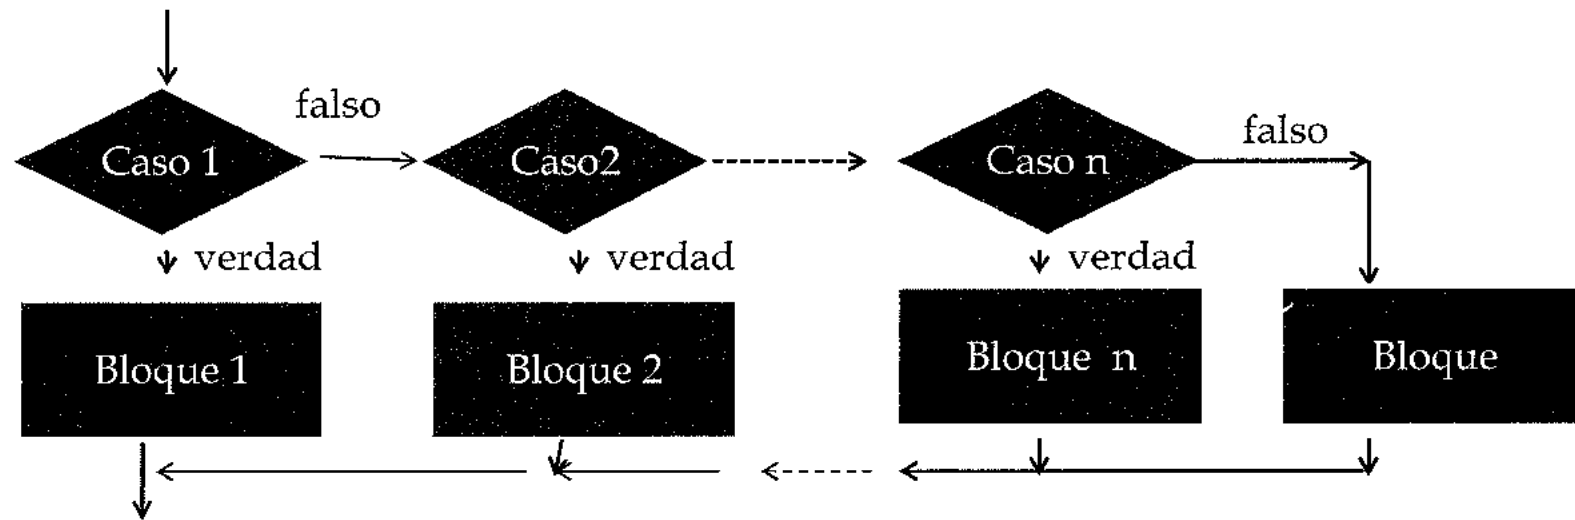 falso
falso
Caso 1
Caso2
Caso n
verdad
verdad
verdad
Bloque 1
Bloque 2
Bloque n
Bloque